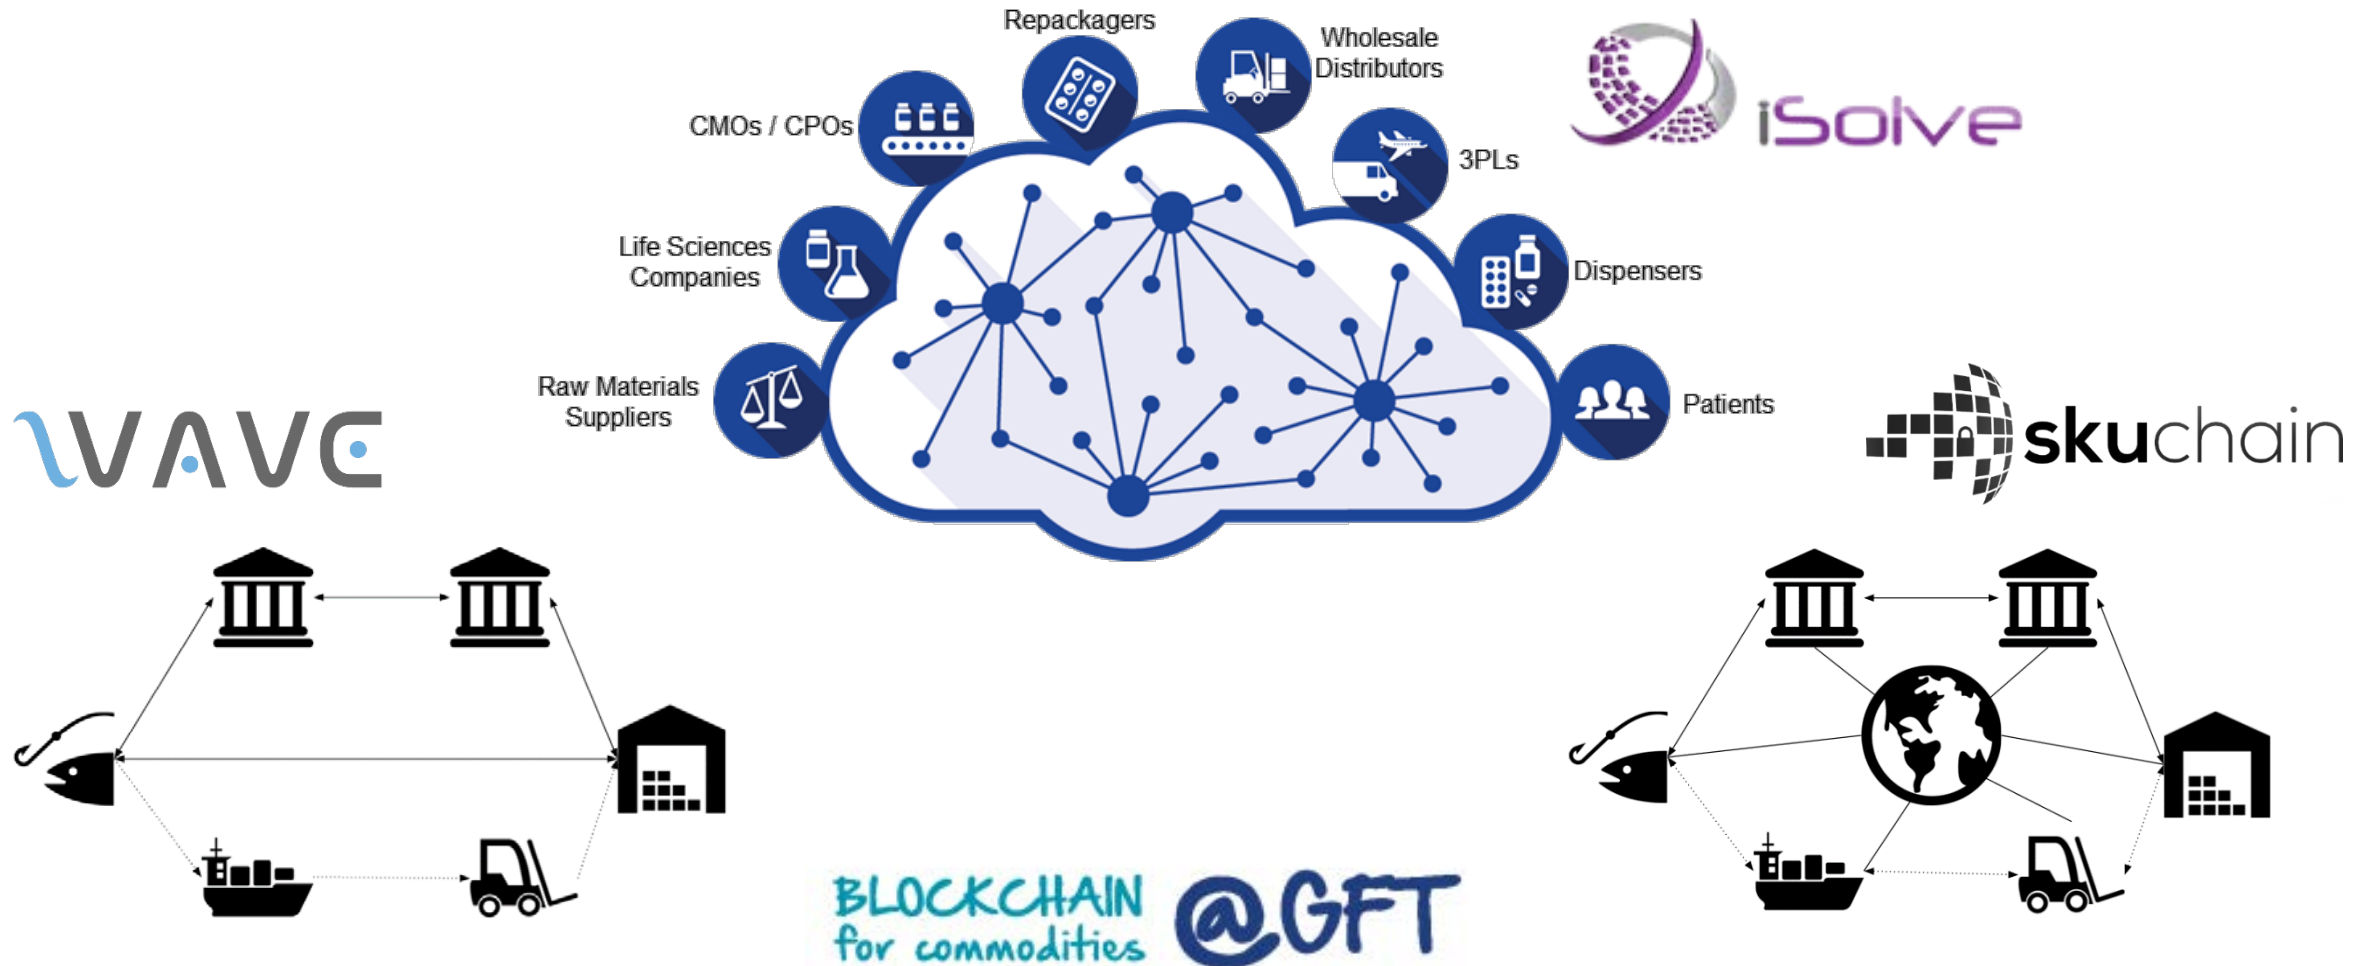 Repackagers
Wholesale
Distributors
iSolve
CMOs / CPOs
3PLs
Life Sciences
Companies
Dispensers
Raw Materials
Suppliers
Patients
WAVE
skuchain
BLOCKCHAIN
for commodities
@GFT